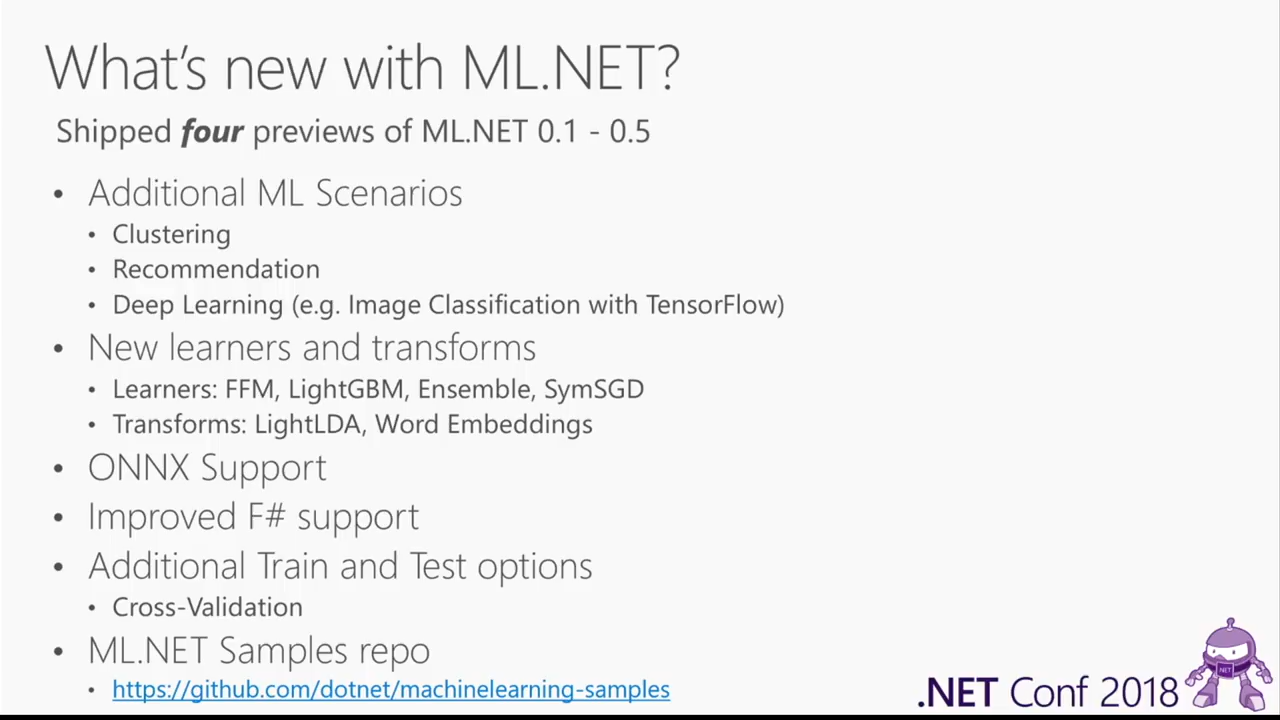 What's new with ML.NET?
Shipped four previews of ML.NET 0.1 - 0.5
• Additional ML Scenarios
• Clustering
• Recommendation
• Deep Learning (e.g. Image Classification with TensorFlow)
• New learners and transforms
• Learners: FFM, LightGBM, Ensemble, SymSGD
• Transforms: LightLDA, Word Embeddings
• ONNX Support
• Improved F# support
• Additional Train and Test options
• Cross-Validation
• ML.NET Samples repo
• https://github.com/dotnet/machinelearning-samples
.NET Conf 2018
.NET